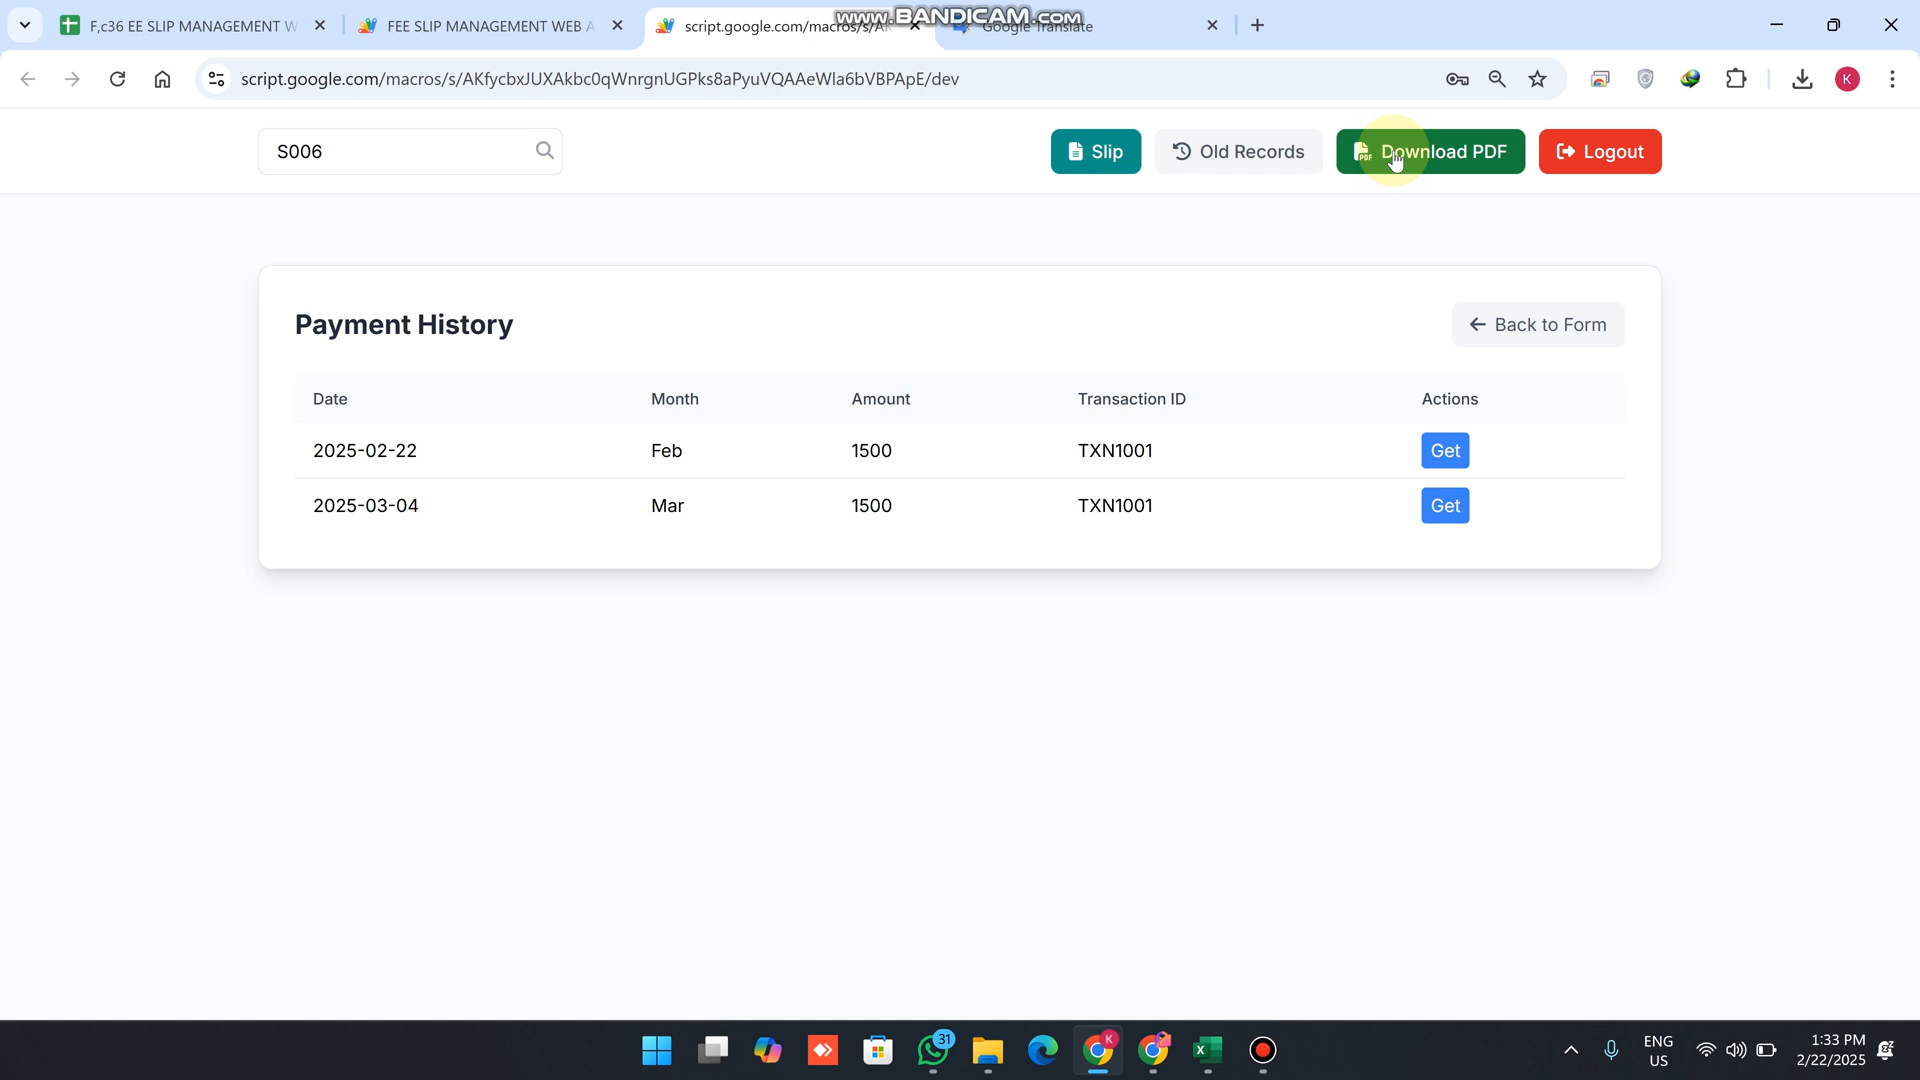 F,c36 EE SLIP MANAGEMENT W
FEE SLIP MANAGEMENT WEB A
script.google.com/macros/s/A
Google Translate
www.BANDICAM.com
script.google.com/macros/s/AKfycbxJUXAkbc0qWnrgnUGPks8aPyuVQAAeWla6bVBPApE/dev
K
S006
Slip
Old Records
PDF
Download PDF
Logout
Payment History
Back to Form
Date Month Amount Transaction ID Actions
2025-02-22 Feb 1500 TXN1001 Get
2025-03-04 Mar 1500 TXN1001 Get
31
K
X
ENG
US
1:33 PM
2/22/2025